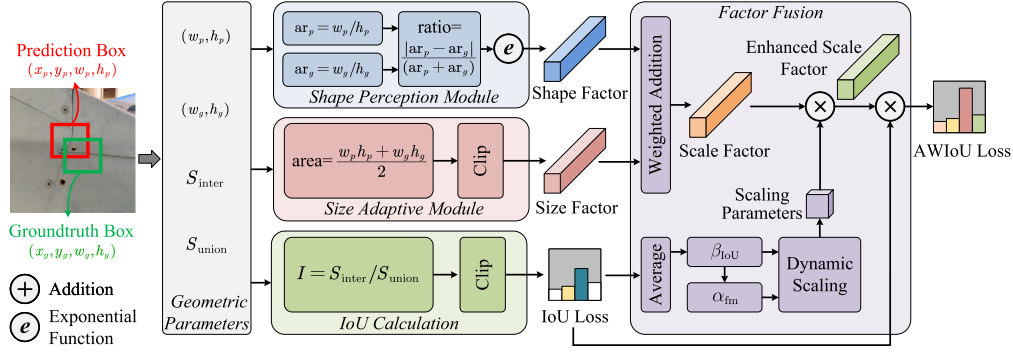 Prediction Box
(x_p, y_p, w_p, h_p)
Groundtruth Box
(x_g, y_g, w_g, h_g)
+ Addition
e Exponential
Function
(w_p, h_p)
(w_g, h_g)
S_inter
S_union
Geometric
Parameters
ar_p = w_p/h_p
ar_g = w_g/h_g
ratio=
|ar_p − ar_g|
(ar_p + ar_g)
e
Shape Perception Module
Shape Factor
area= w_p h_p + w_g h_g
2
Clip
Size Adaptive Module
Size Factor
I = S_inter/S_union
Clip
IoU Calculation
IoU Loss
Factor Fusion
Weighted Addition
Scale Factor
Enhanced Scale
Factor
×
×
Scaling
Parameters
Average
β_IoU
α_fm
Dynamic
Scaling
AWIoU Loss